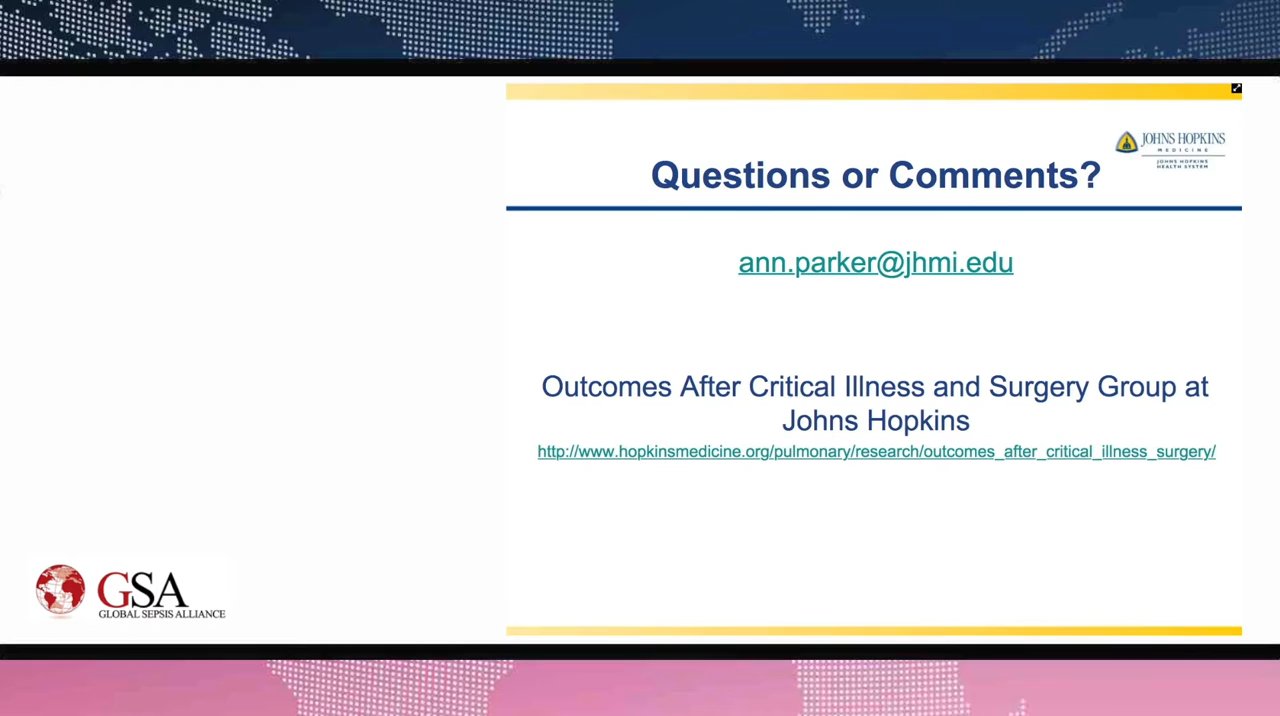 JOHNS HOPKINS
MEDICINE
JOHNS HOPKINS
HEALTH SYSTEM
Questions or Comments?
ann.parker@jhmi.edu
Outcomes After Critical Illness and Surgery Group at
Johns Hopkins
http://www.hopkinsmedicine.org/pulmonary/research/outcomes_after_critical_illness_surgery/
GSA
GLOBAL SEPSIS ALLIANCE